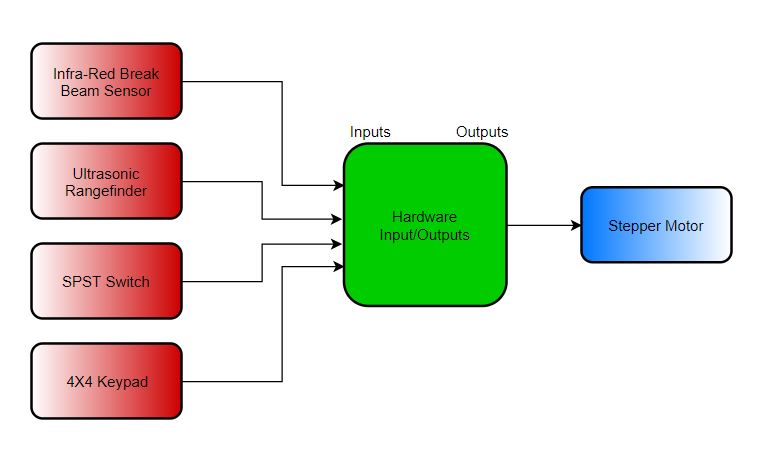 Infra-Red Break
Beam Sensor
Ultrasonic
Rangefinder
SPST Switch
4X4 Keypad
Inputs
Outputs
Hardware
Input/Outputs
Stepper Motor